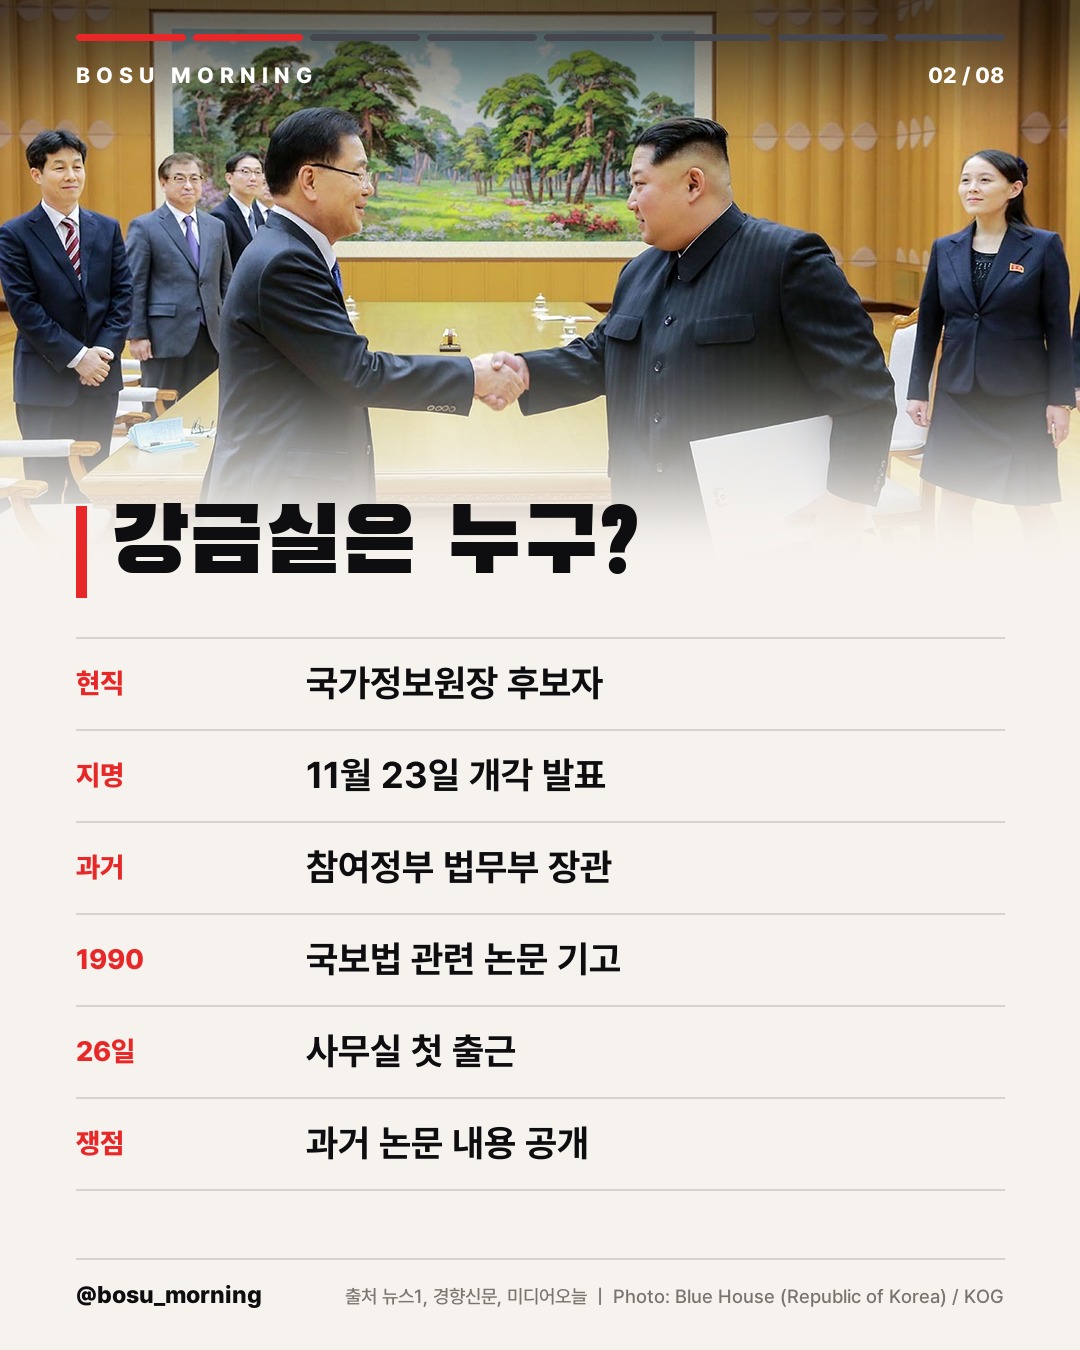 BOSU MORNING
02 / 08
강금실은 누구?
현직 국가정보원장 후보자
지명 11월 23일 개각 발표
과거 참여정부 법무부 장관
1990 국보법 관련 논문 기고
26일 사무실 첫 출근
쟁점 과거 논문 내용 공개
@bosu_morning
출처 뉴스1, 경향신문, 미디어오늘 | Photo: Blue House (Republic of Korea) / KOG